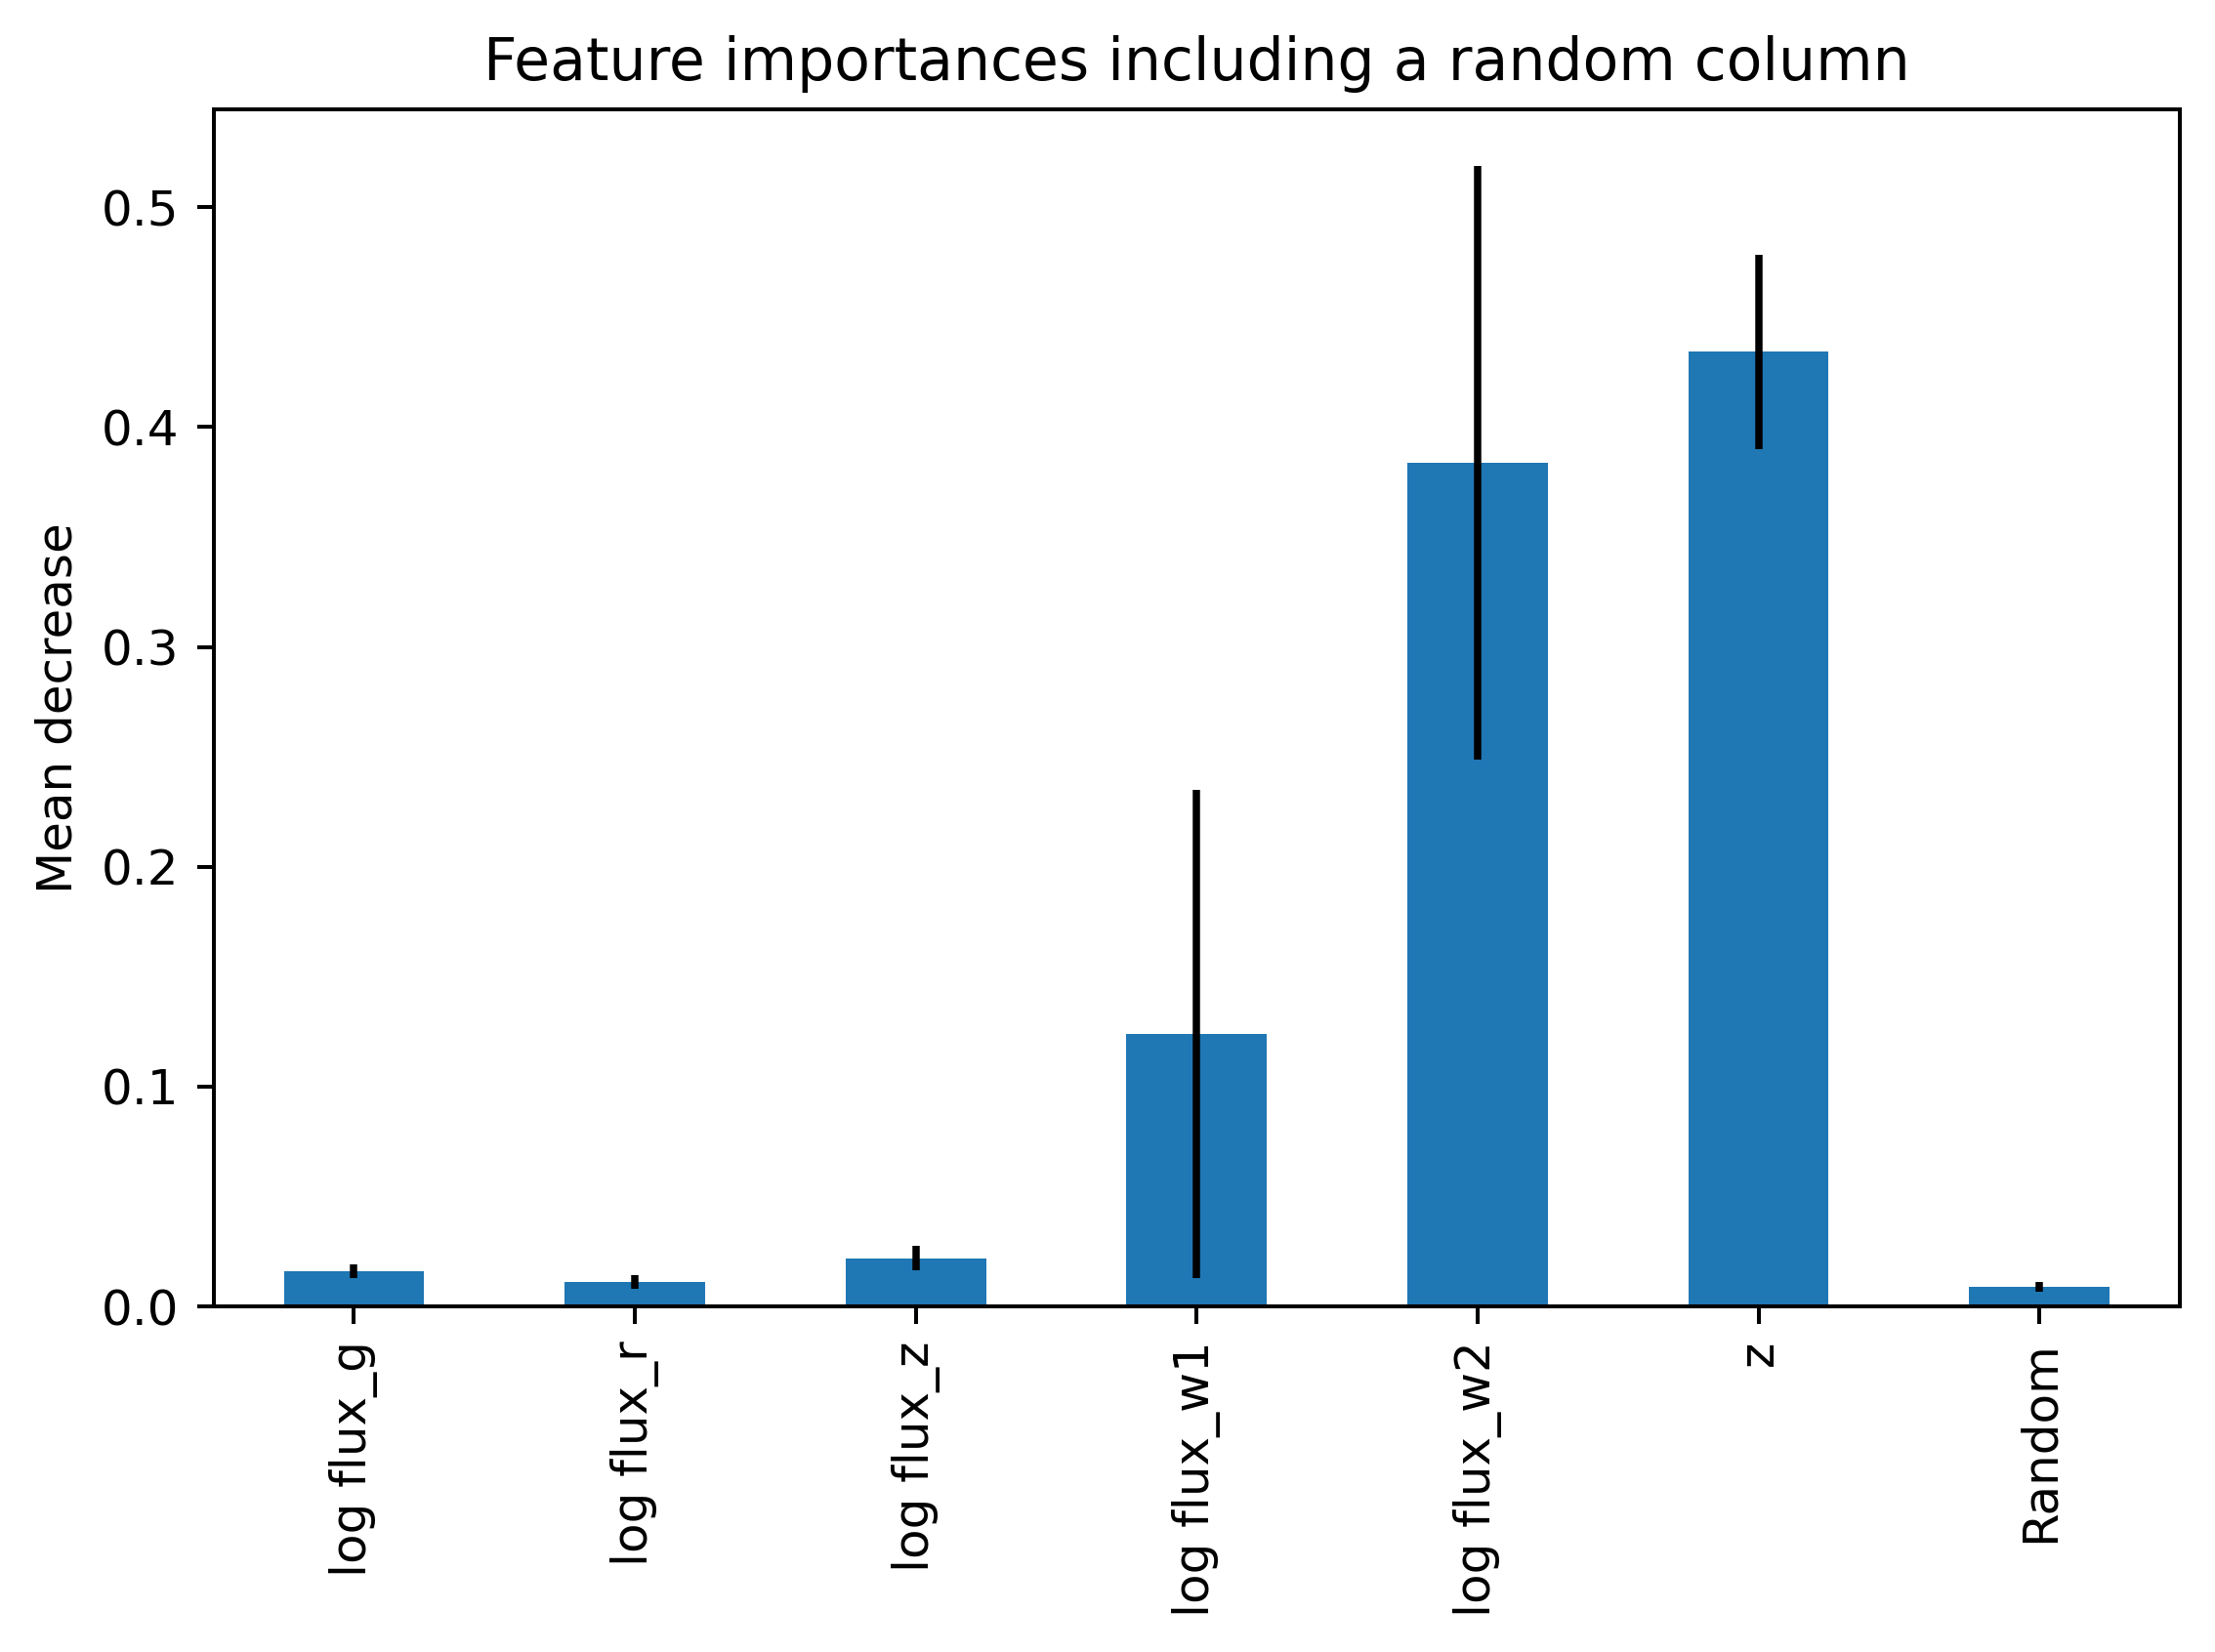 Feature importances including a random column
Mean decrease
0.5
0.4
0.3
0.2
0.1
0.0
log flux_g
log flux_r
log flux_z
log flux_w1
log flux_w2
z
Random